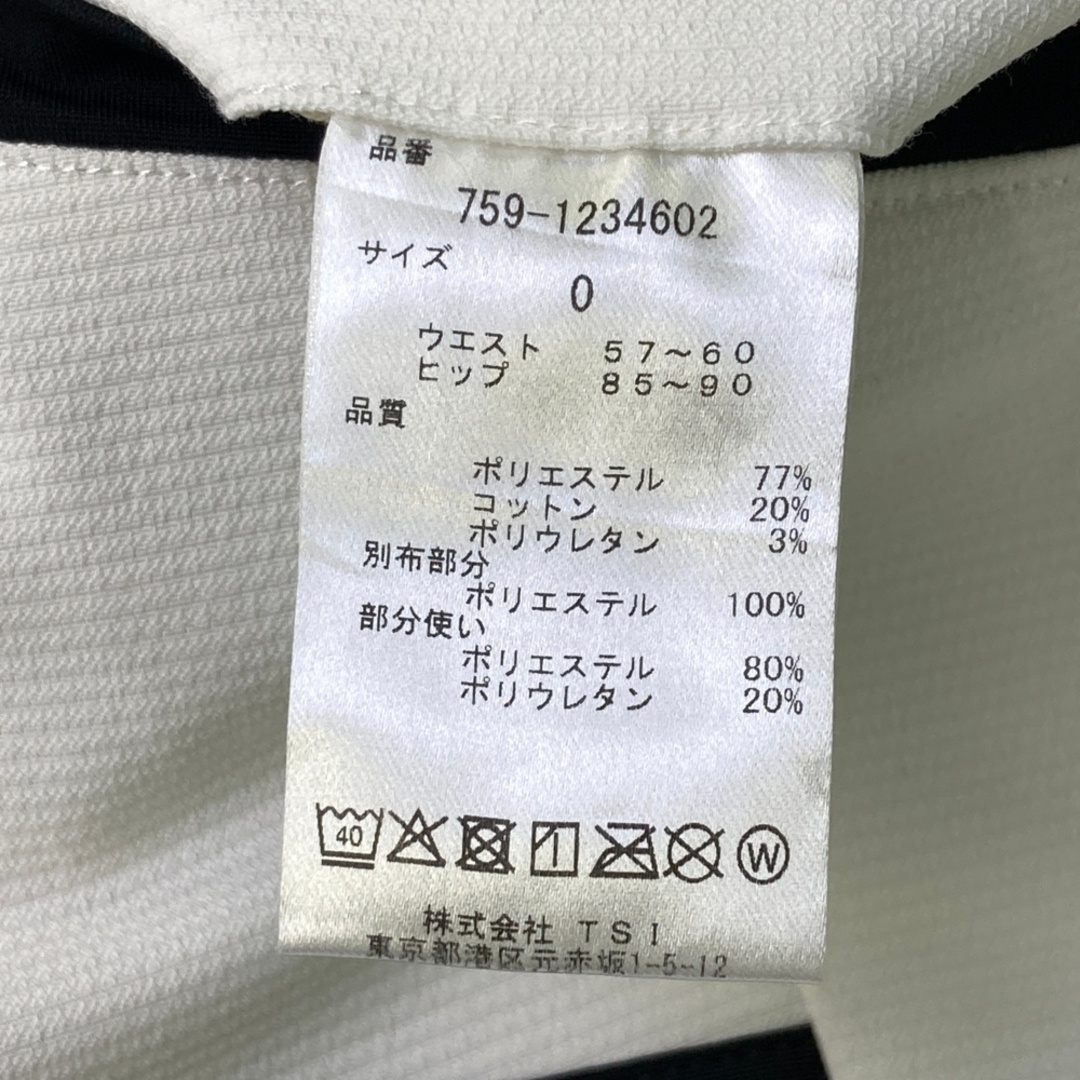 品番
759-1234602
サイズ
0
ウエスト 57~60
ヒップ 85~90
品質
ポリエステル 77%
コットン 20%
ポリウレタン 3%
別布部分
ポリエステル 100%
部分使い
ポリエステル 80%
ポリウレタン 20%
40 W
株式会社 TSI
東京都港区元赤坂1-5-12